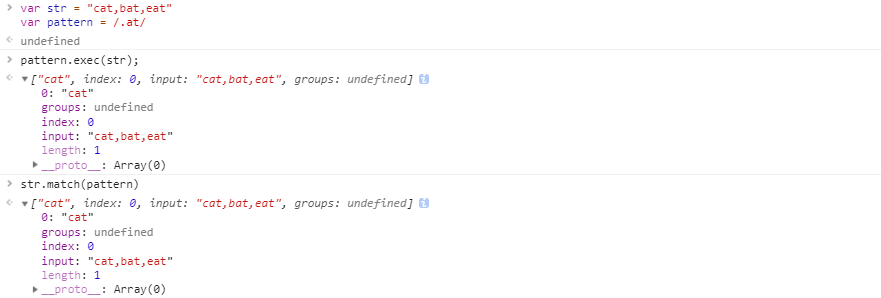 > var str = "cat,bat,eat"
var pattern = /.at/
undefined
> pattern.exec(str);
["cat", index: 0, input: "cat,bat,eat", groups: undefined] i
0: "cat"
groups: undefined
index: 0
input: "cat,bat,eat"
length: 1
__proto__: Array(0)
> str.match(pattern)
["cat", index: 0, input: "cat,bat,eat", groups: undefined] i
0: "cat"
groups: undefined
index: 0
input: "cat,bat,eat"
length: 1
__proto__: Array(0)